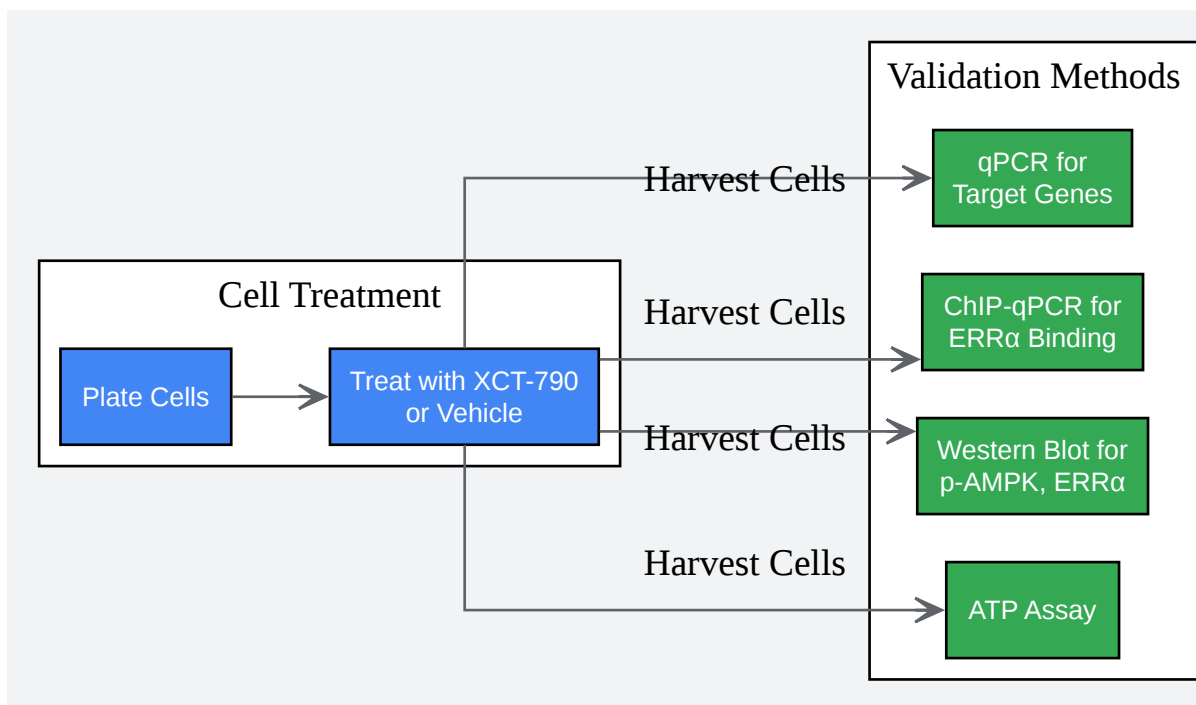 Validation Methods
Harvest Cells
qPCR for
Target Genes
Cell Treatment
Harvest Cells
ChIP-qPCR for
ERRα Binding
Plate Cells
Treat with XCT-790
or Vehicle
Harvest Cells
Western Blot for
p-AMPK, ERRα
Harvest Cells
ATP Assay